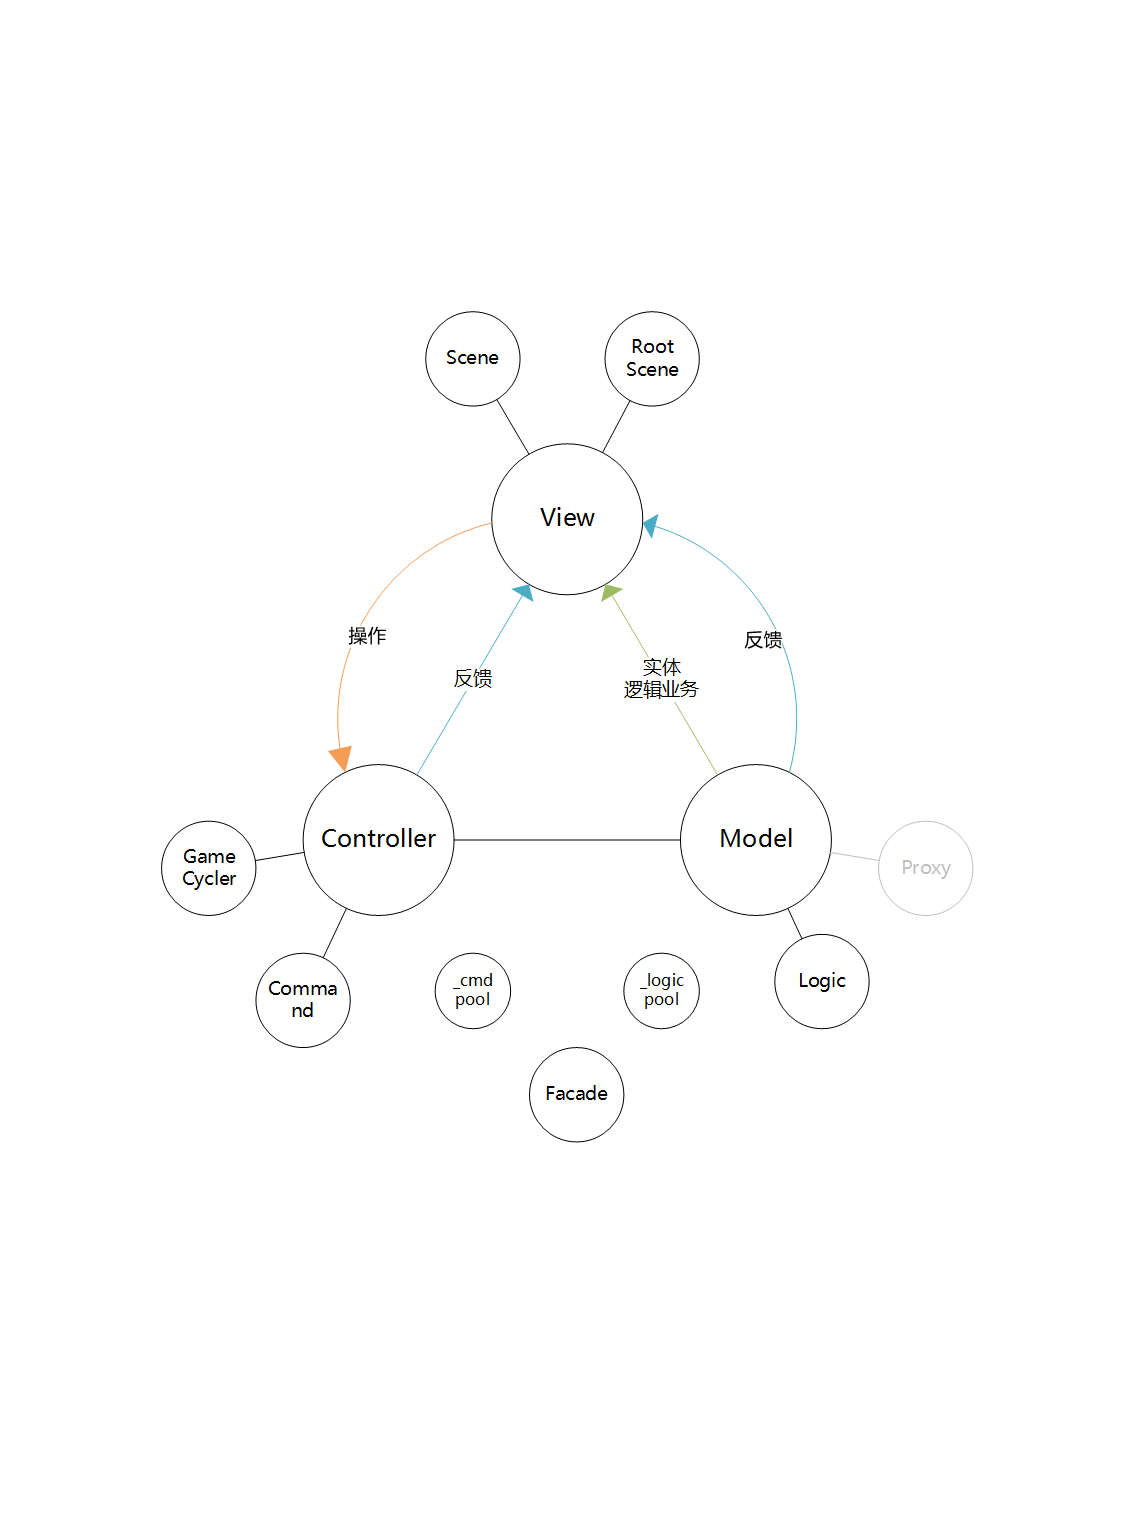 Scene
Root
Scene
View
操作
反馈
实体
逻辑业务
反馈
Controller
Model
Game
Cycler
Proxy
Comma
nd
_cmd
pool
_logic
pool
Logic
Facade